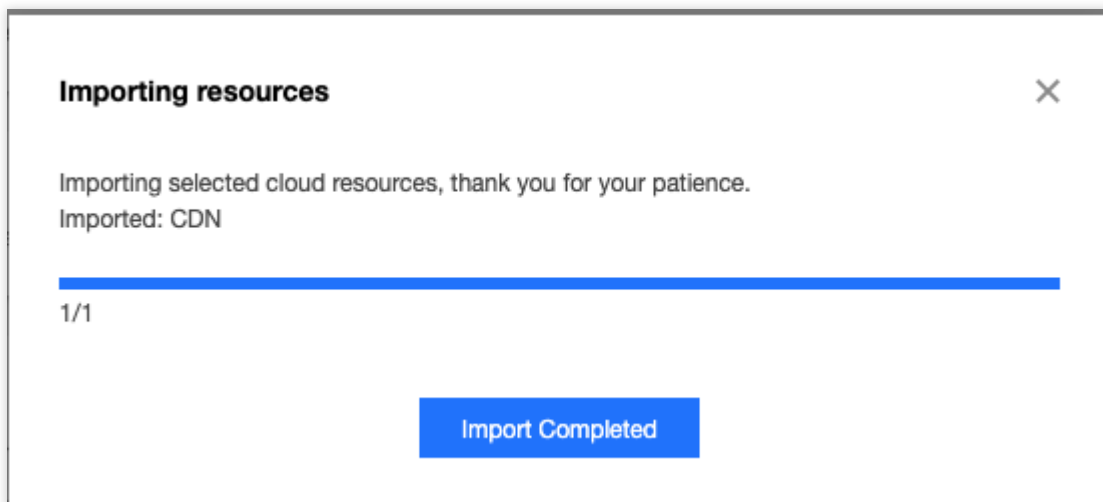 Importing resources
Importing selected cloud resources, thank you for your patience.
Imported: CDN
1/1
Import Completed